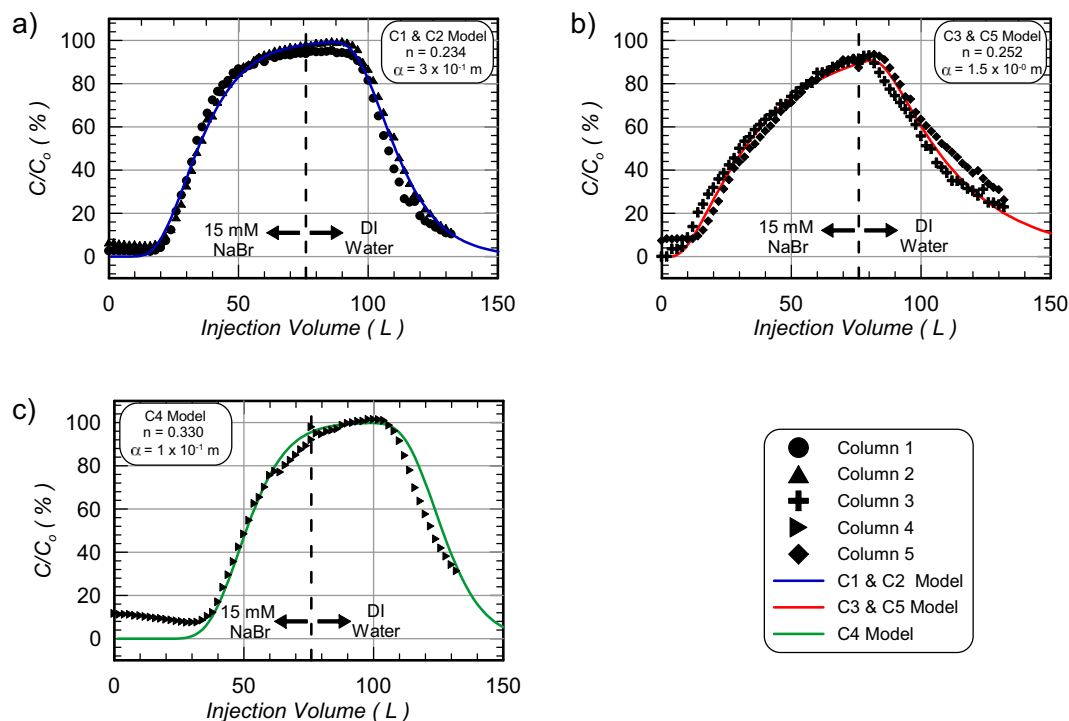 a)
C1 & C2 Model
n = 0.234
α = 3 x 10⁻¹ m
C/Cₒ ( % )
100
80
60
40
20
0
15 mM
NaBr
DI
Water
0 50 100 150
Injection Volume ( L )
b)
C3 & C5 Model
n = 0.252
α = 1.5 x 10⁻⁰ m
C/Cₒ ( % )
100
80
60
40
20
0
15 mM
NaBr
DI
Water
0 50 100 150
Injection Volume ( L )
c)
C4 Model
n = 0.330
α = 1 x 10⁻¹ m
C/Cₒ ( % )
100
80
60
40
20
0
15 mM
NaBr
DI
Water
0 50 100 150
Injection Volume ( L )
Column 1
Column 2
Column 3
Column 4
Column 5
C1 & C2 Model
C3 & C5 Model
C4 Model